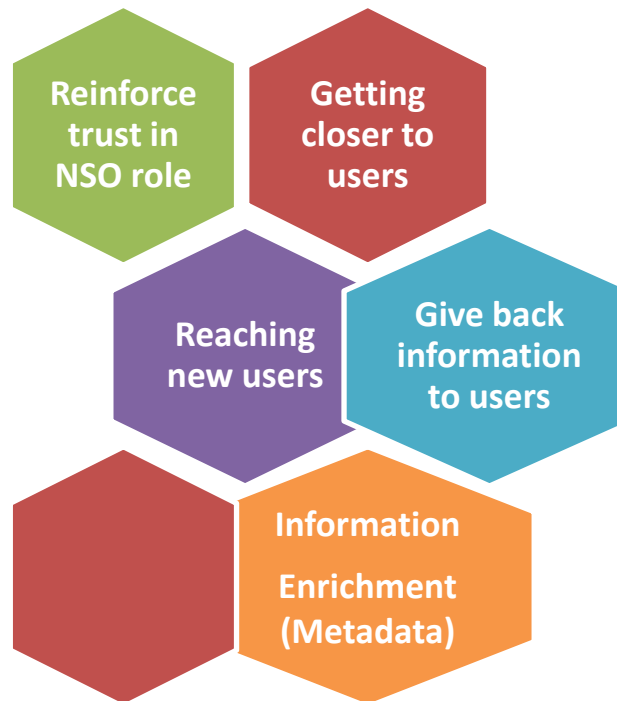 Reinforce
trust in
NSO role
Getting
closer to
users
Reaching
new users
Give back
information
to users
Information
Enrichment
(Metadata)